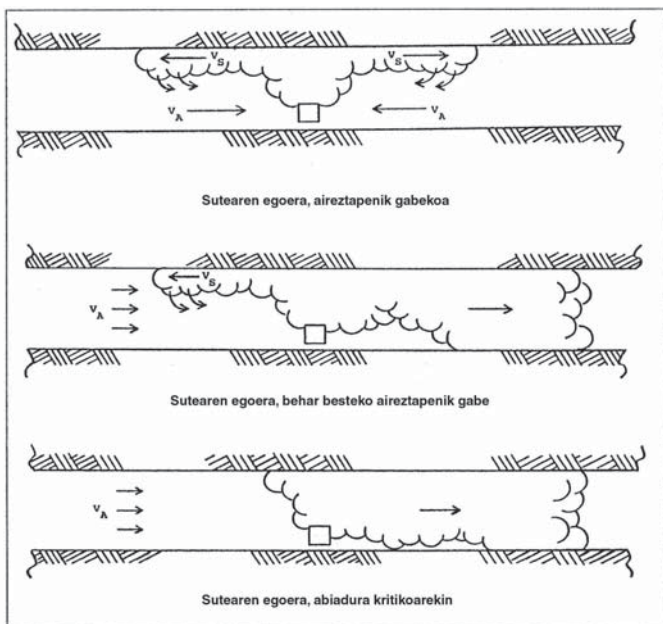 V_S V_S
V_A V_A
Sutearen egoera, aireztapenik gabekoa
V_S
V_A
Sutearen egoera, behar besteko aireztapenik gabe
V_A
Sutearen egoera, abiadura kritikoarekin